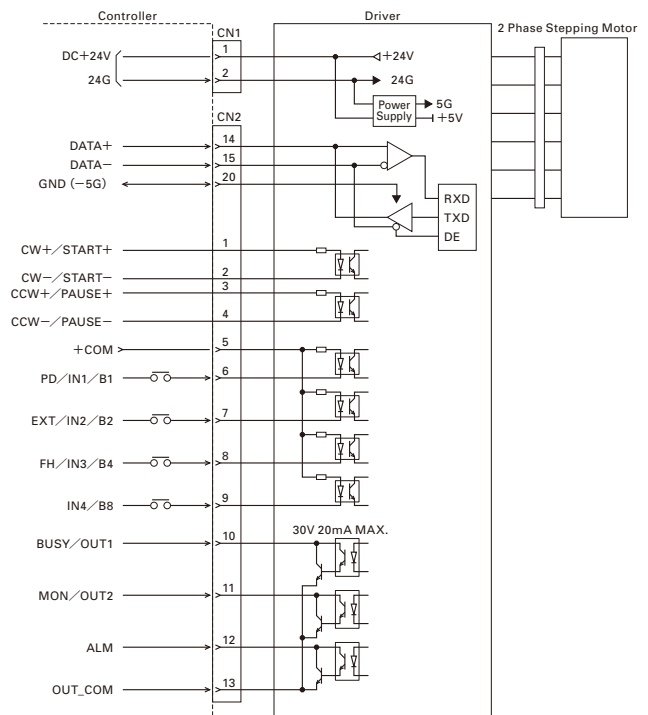 Controller
Driver
2 Phase Stepping Motor
CN1
DC+24V
1
+24V
24G
2
24G
Power
Supply
5G
+5V
CN2
DATA+
14
DATA−
15
GND (−5G)
20
RXD
TXD
DE
CW+/START+
1
CW−/START−
2
CCW+/PAUSE+
3
CCW−/PAUSE−
4
+COM
5
PD/IN1/B1
6
EXT/IN2/B2
7
FH/IN3/B4
8
IN4/B8
9
30V 20mA MAX.
BUSY/OUT1
10
MON/OUT2
11
ALM
12
OUT_COM
13